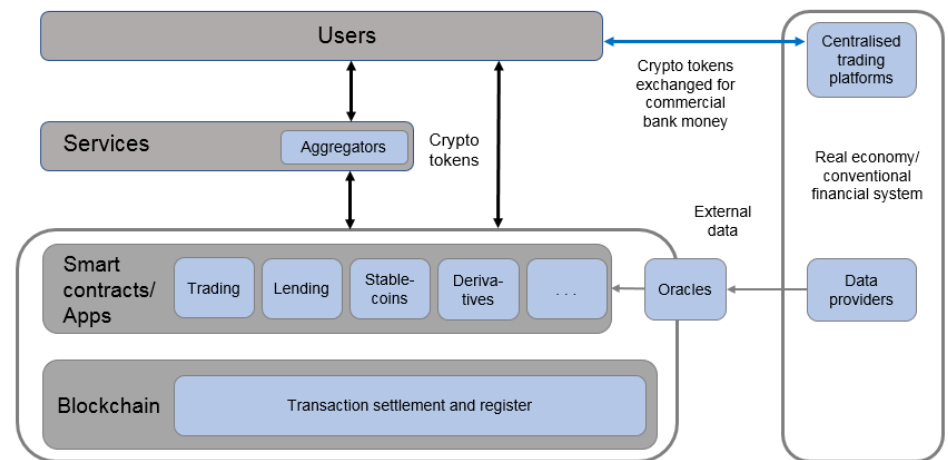 Users
Centralised
trading
platforms
Crypto tokens
exchanged for
commercial
bank money
Services
Aggregators
Crypto
tokens
Real economy/
conventional
financial system
External
data
Smart
contracts/
Apps
Trading
Lending
Stable-
coins
Deriva-
tives
. . .
Oracles
Data
providers
Blockchain
Transaction settlement and register